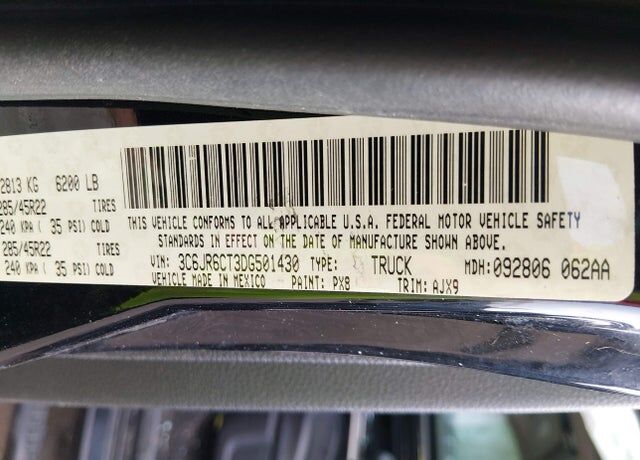 2813 KG 6200 LB
285/45R22 TIRES
240 KPA ( 35 PSI) COLD
285/45R22 TIRES
240 KPA ( 35 PSI) COLD
THIS VEHICLE CONFORMS TO ALL APPLICABLE U.S.A. FEDERAL MOTOR VEHICLE SAFETY
STANDARDS IN EFFECT ON THE DATE OF MANUFACTURE SHOWN ABOVE.
VIN: 3C6JR6CT3DG501430 TYPE: TRUCK MDH: 092806 062AA
VEHICLE MADE IN MEXICO PAINT: PX8 TRIM: AJX9